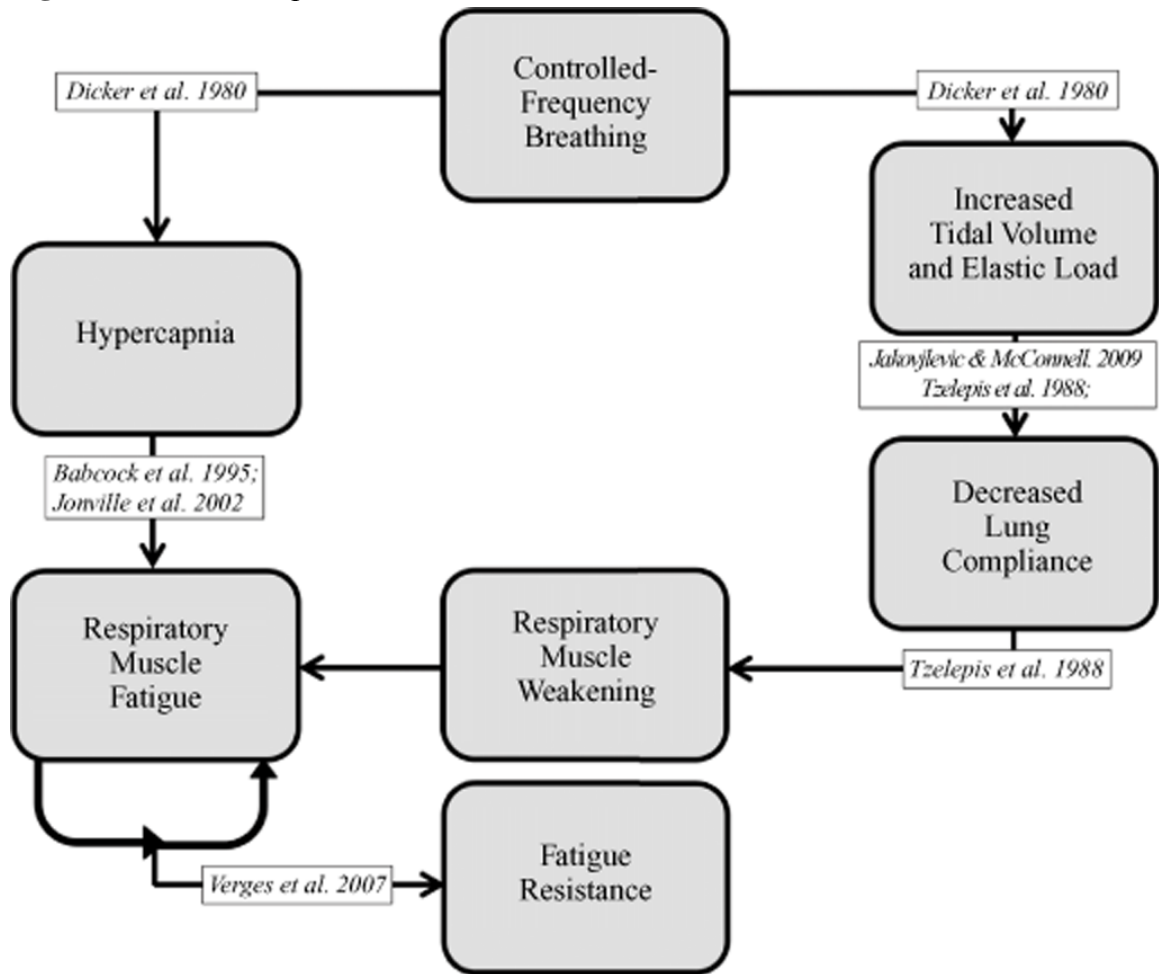 Controlled-
Frequency
Breathing
Dicker et al. 1980
Dicker et al. 1980
Increased
Tidal Volume
and Elastic Load
Hypercapnia
Jakovjlevic & McConnell. 2009
Tzelepis et al. 1988;
Babcock et al. 1995;
Jonville et al. 2002
Decreased
Lung
Compliance
Respiratory
Muscle
Fatigue
Respiratory
Muscle
Weakening
Tzelepis et al. 1988
Verges et al. 2007
Fatigue
Resistance